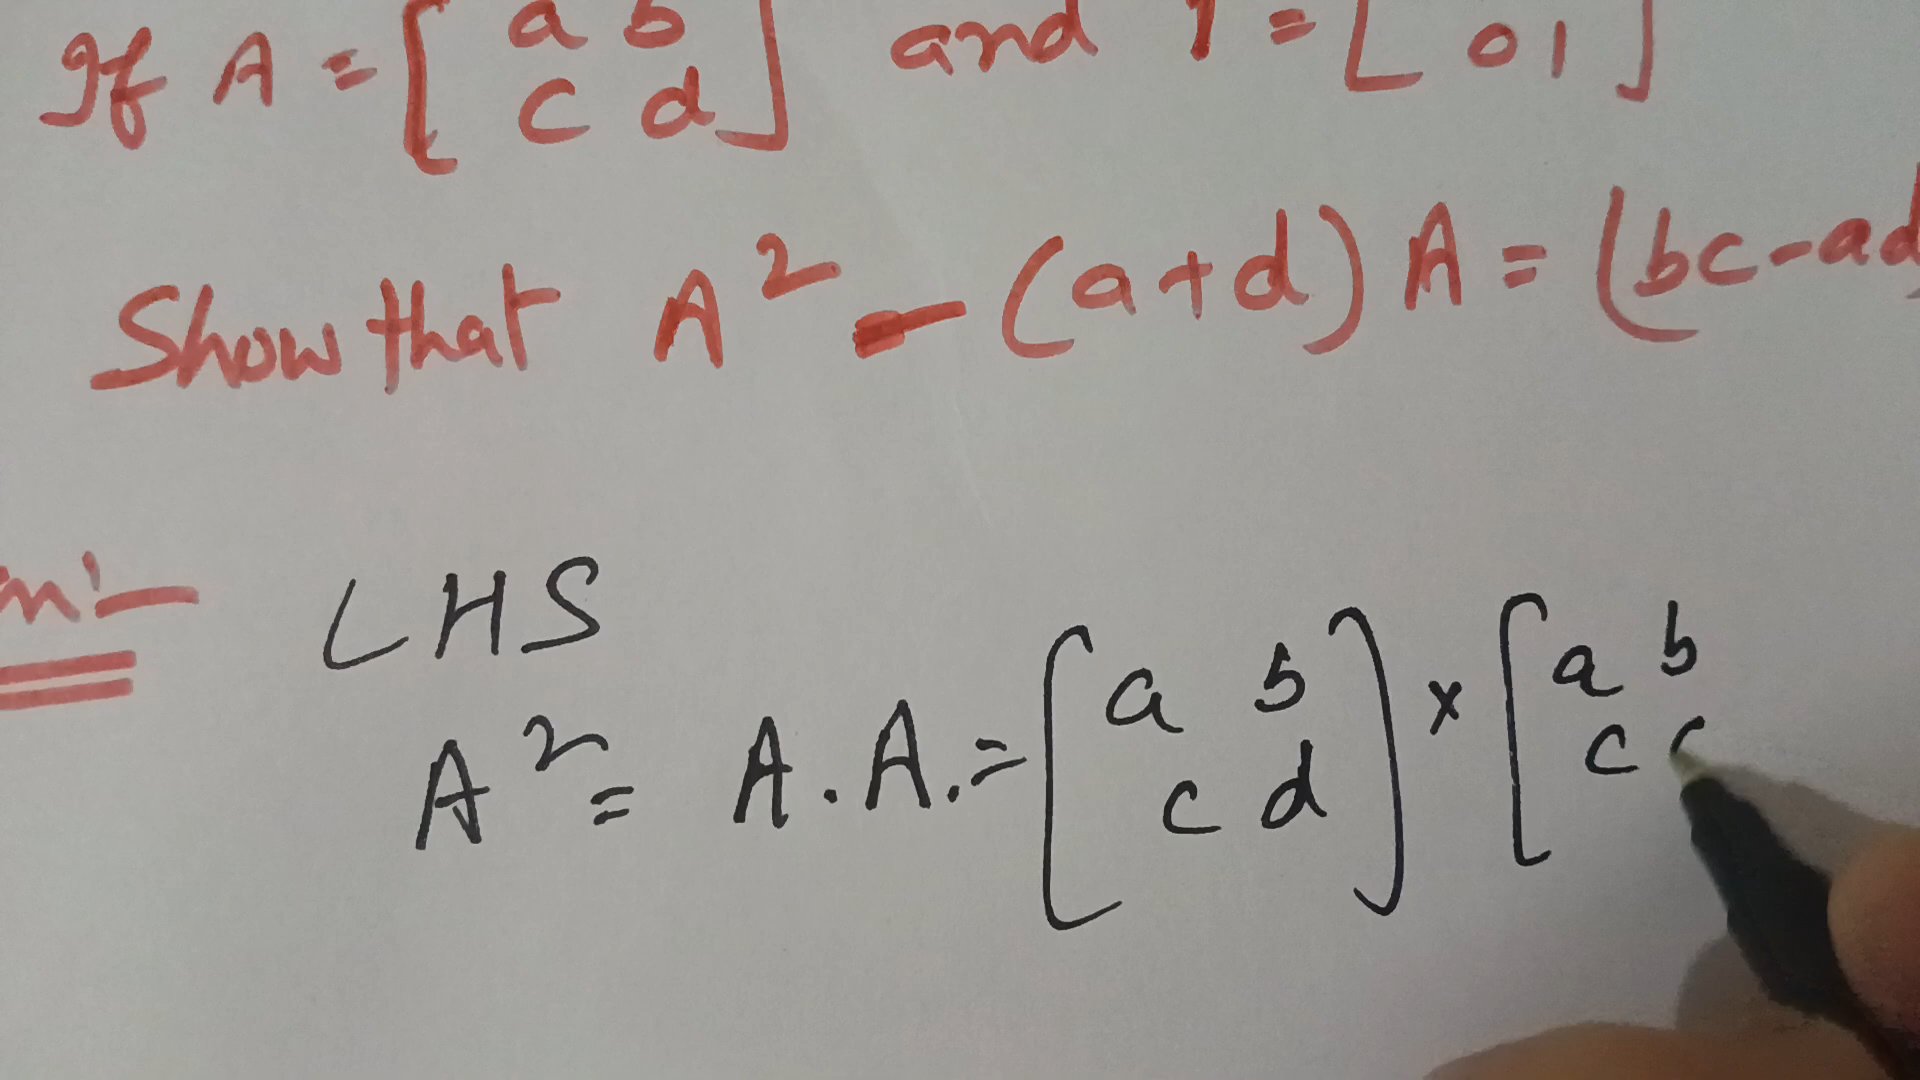 If A = [ a b and I = [
c d ] 0 1 ]
Show that A² - (a+d) A = (bc-ad
n:-
LHS
A² = A . A . = [ a b ] × [ a b
c d c